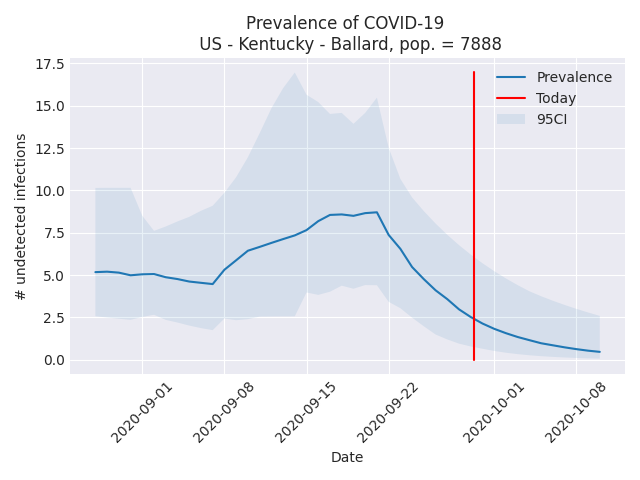 Prevalence of COVID-19
US - Kentucky - Ballard, pop. = 7888
17.5
15.0
12.5
10.0
7.5
5.0
2.5
0.0
# undetected infections
Prevalence
Today
95CI
2020-09-01
2020-09-08
2020-09-15
2020-09-22
2020-10-01
2020-10-08
Date